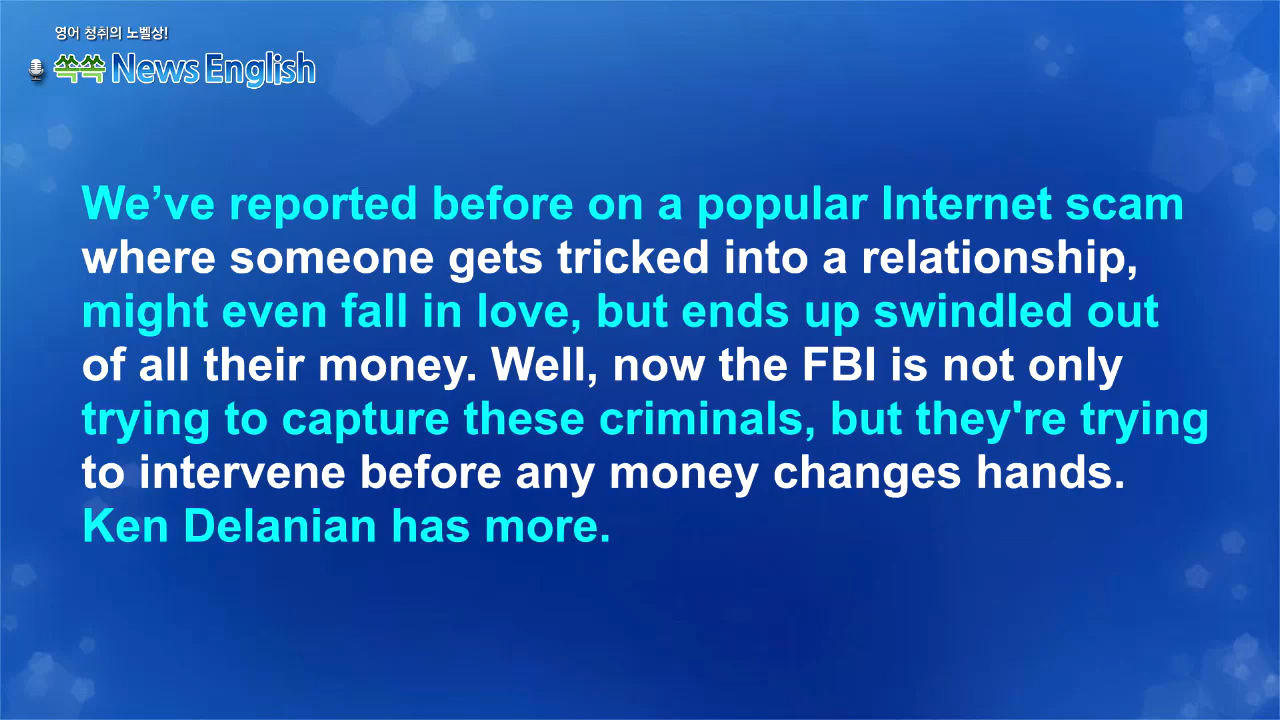 영어 청취의 노벨상!
쏙쏙 News English
We’ve reported before on a popular Internet scam
where someone gets tricked into a relationship,
might even fall in love, but ends up swindled out
of all their money. Well, now the FBI is not only
trying to capture these criminals, but they're trying
to intervene before any money changes hands.
Ken Delanian has more.